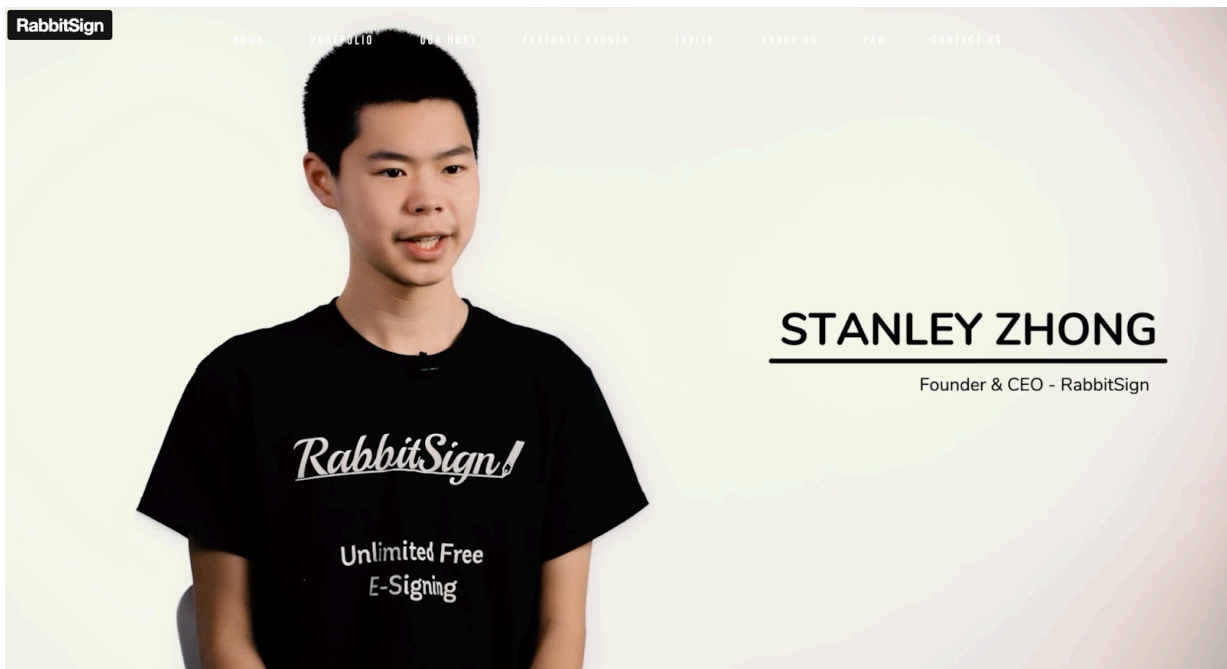 RabbitSign
HOME PORTFOLIO OUR HOST FEATURED GUESTS INVITE ABOUT US FAQ CONTACT US
STANLEY ZHONG
Founder & CEO - RabbitSign
RabbitSign
Unlimited Free
E-Signing